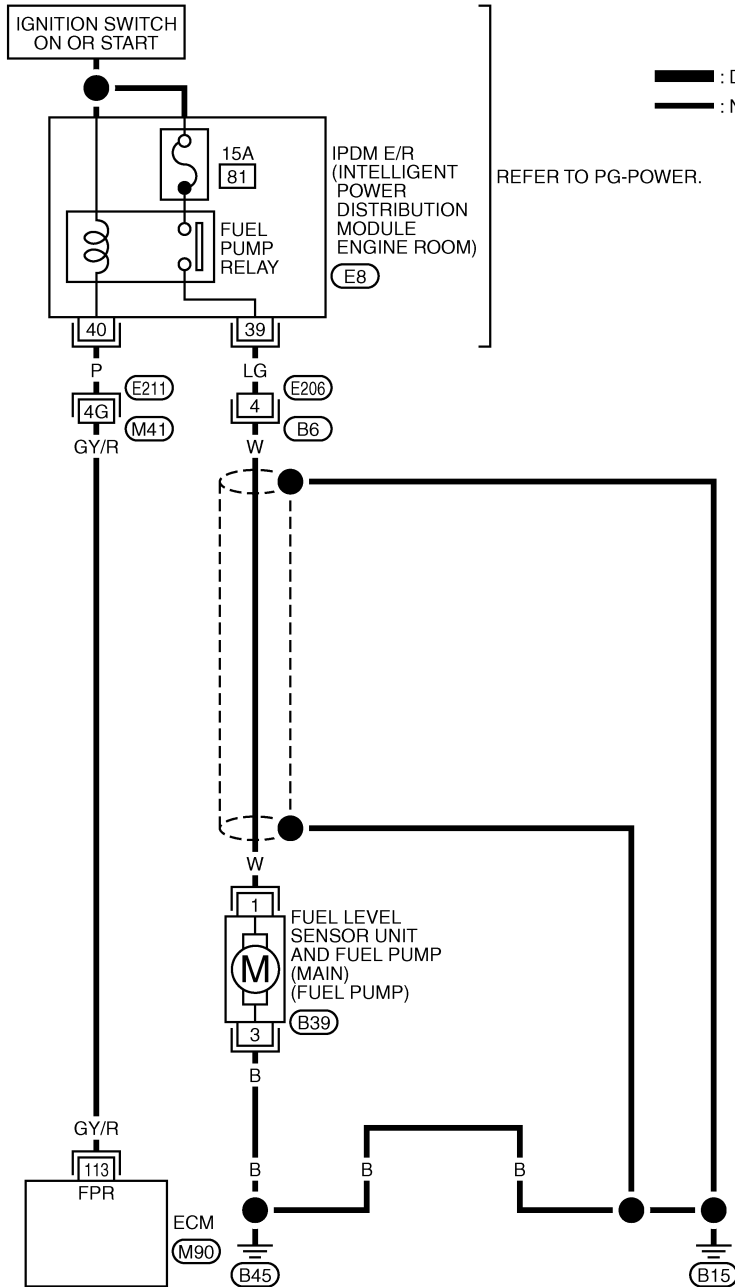 IGNITION SWITCH
ON OR START
: D
: N
15A
81
FUEL
PUMP
RELAY
IPDM E/R
(INTELLIGENT
POWER
DISTRIBUTION
MODULE
ENGINE ROOM)
E8
REFER TO PG-POWER.
40
39
P
LG
E211
E206
4G
4
M41
B6
GY/R
W
W
1
FUEL LEVEL
SENSOR UNIT
AND FUEL PUMP
(MAIN)
(FUEL PUMP)
M
B39
3
B
GY/R
B
B
B
113
FPR
ECM
M90
B45
B15